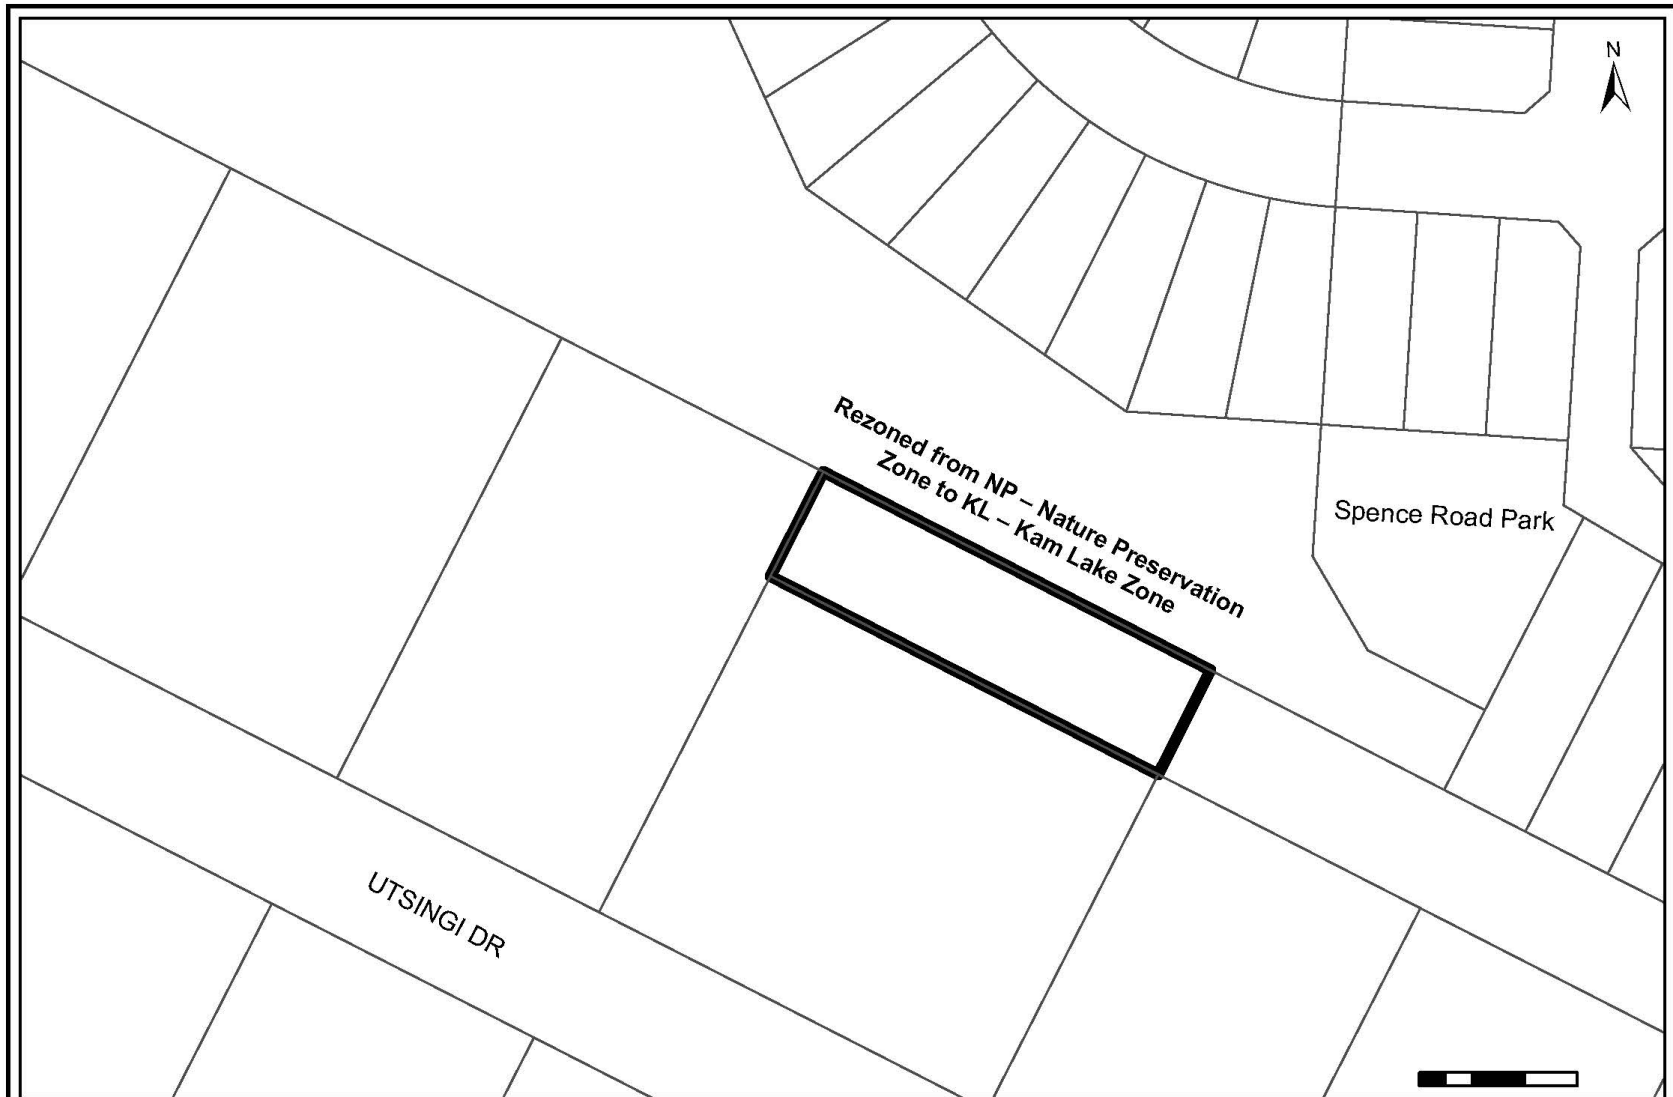 N
Rezoned from NP – Nature Preservation
Zone to KL – Kam Lake Zone
Spence Road Park
UTSINGI DR